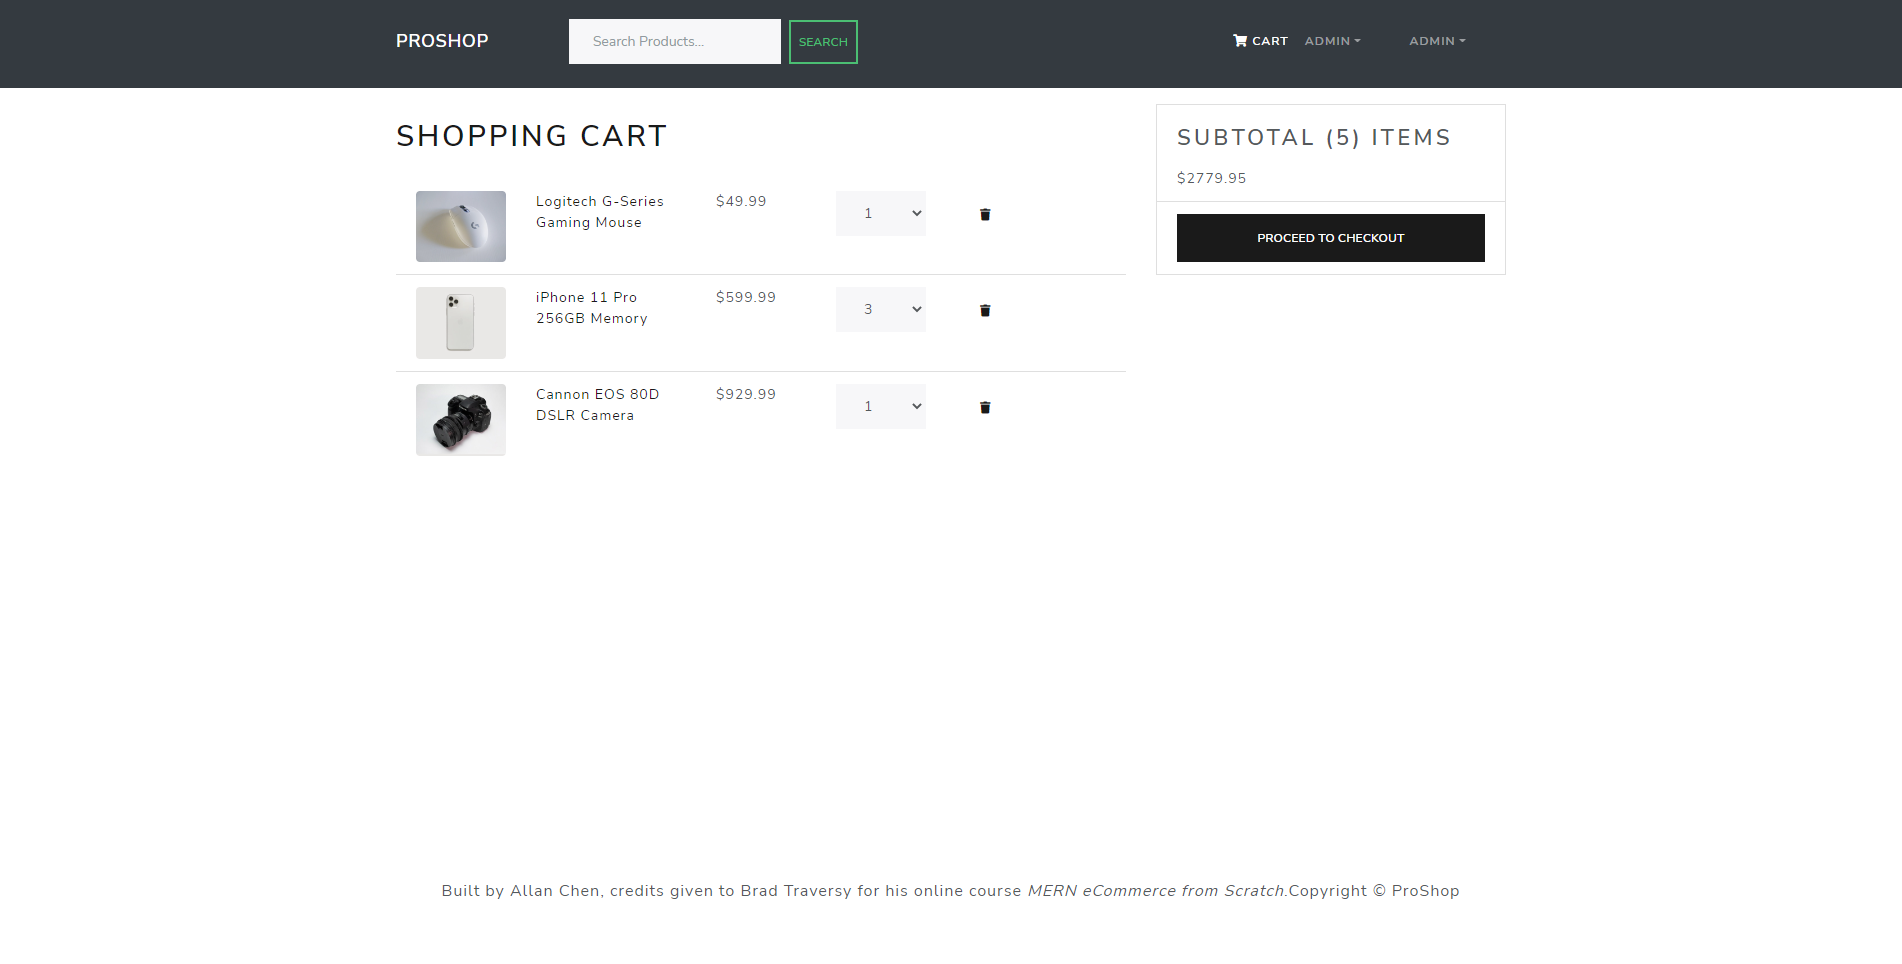 PROSHOP
Search Products...
SEARCH
CART
ADMIN
ADMIN
SHOPPING CART
Logitech G-Series
Gaming Mouse
$49.99
1
iPhone 11 Pro
256GB Memory
$599.99
3
Cannon EOS 80D
DSLR Camera
$929.99
1
SUBTOTAL (5) ITEMS
$2779.95
PROCEED TO CHECKOUT
Built by Allan Chen, credits given to Brad Traversy for his online course MERN eCommerce from Scratch.Copyright © ProShop